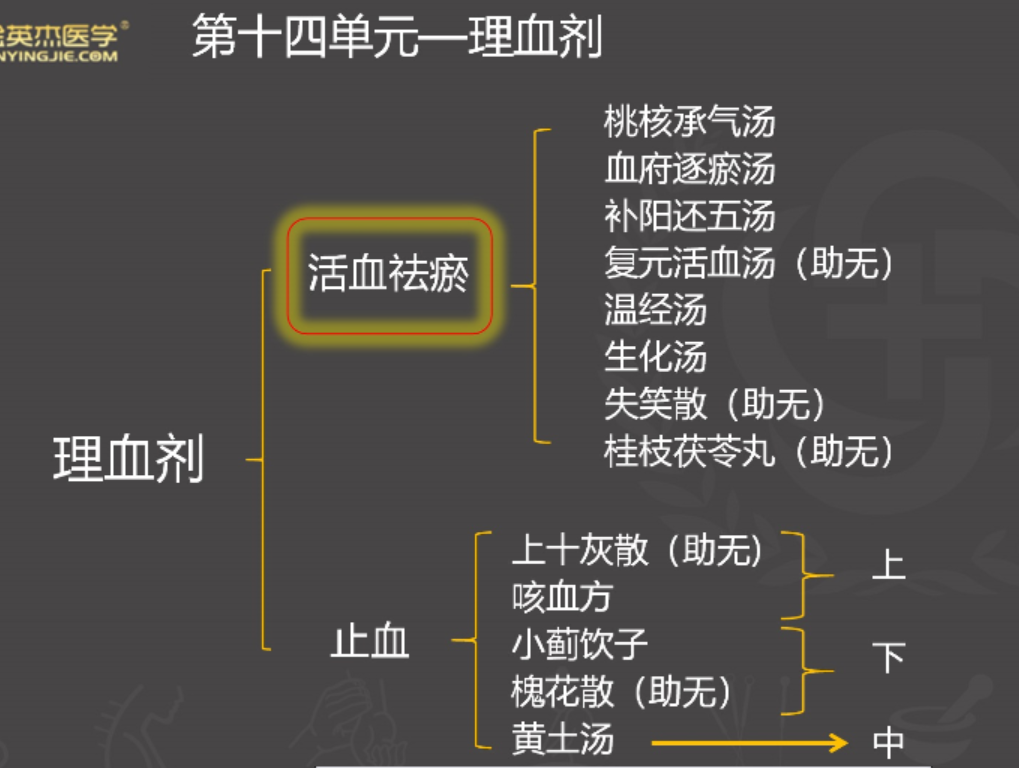 英杰医学®
NYINGJIE.COM
第十四单元—理血剂
理血剂
活血祛瘀
桃核承气汤
血府逐瘀汤
补阳还五汤
复元活血汤（助无）
温经汤
生化汤
失笑散（助无）
桂枝茯苓丸（助无）
止血
上十灰散（助无）
咳血方
小蓟饮子
槐花散（助无）
黄土汤
上
下
中